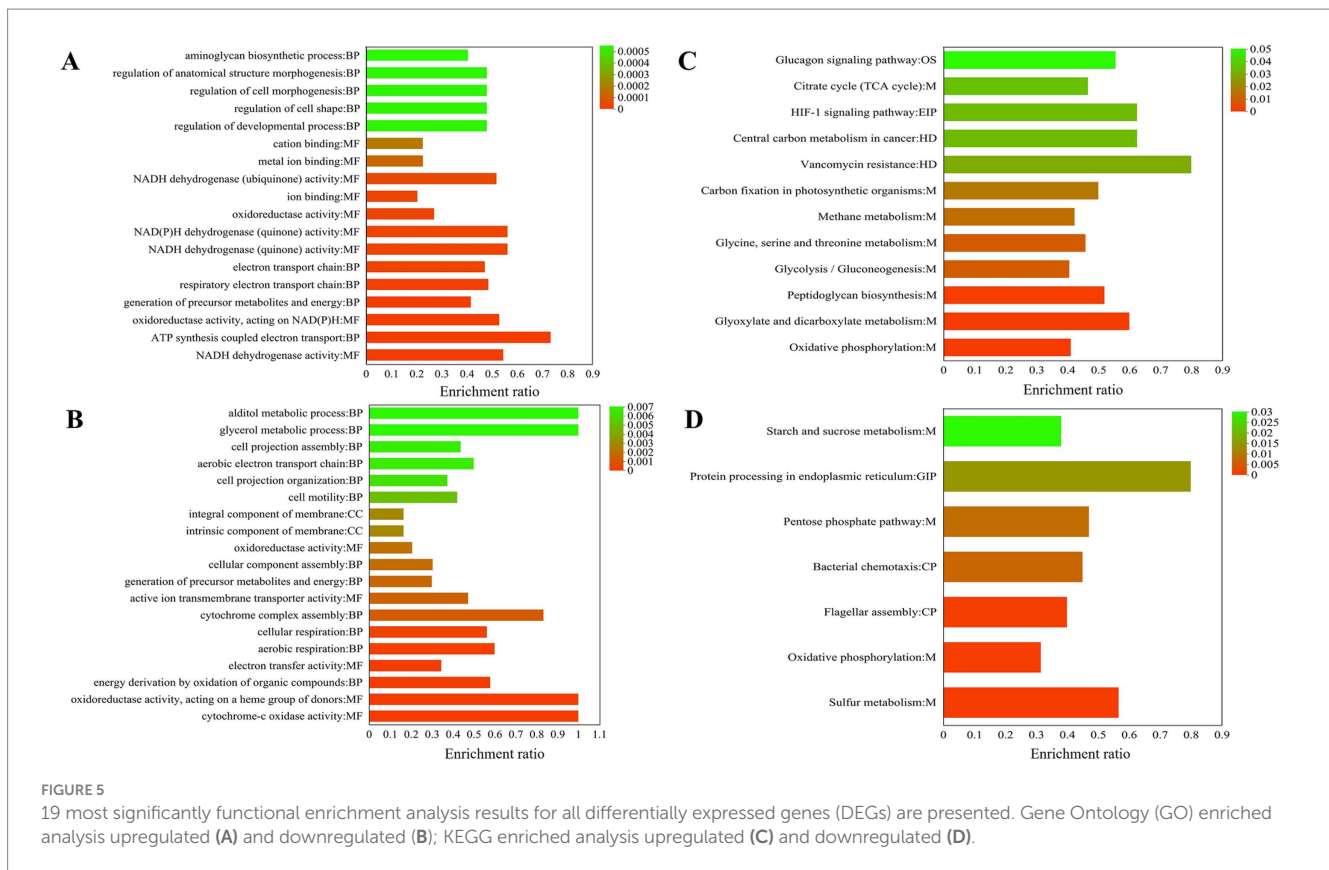 A
aminoglycan biosynthetic process:BP
regulation of anatomical structure morphogenesis:BP
regulation of cell morphogenesis:BP
regulation of cell shape:BP
regulation of developmental process:BP
cation binding:MF
metal ion binding:MF
NADH dehydrogenase (ubiquinone) activity:MF
ion binding:MF
oxidoreductase activity:MF
NAD(P)H dehydrogenase (quinone) activity:MF
NADH dehydrogenase (quinone) activity:MF
electron transport chain:BP
respiratory electron transport chain:BP
generation of precursor metabolites and energy:BP
oxidoreductase activity, acting on NAD(P)H:MF
ATP synthesis coupled electron transport:BP
NADH dehydrogenase activity:MF
0 0.1 0.2 0.3 0.4 0.5 0.6 0.7 0.8 0.9
Enrichment ratio
0.0005
0.0004
0.0003
0.0002
0.0001
0
C
Glucagon signaling pathway:OS
Citrate cycle (TCA cycle):M
HIF-1 signaling pathway:EIP
Central carbon metabolism in cancer:HD
Vancomycin resistance:HD
Carbon fixation in photosynthetic organisms:M
Methane metabolism:M
Glycine, serine and threonine metabolism:M
Glycolysis / Gluconeogenesis:M
Peptidoglycan biosynthesis:M
Glyoxylate and dicarboxylate metabolism:M
Oxidative phosphorylation:M
0 0.1 0.2 0.3 0.4 0.5 0.6 0.7 0.8 0.9
Enrichment ratio
0.05
0.04
0.03
0.02
0.01
0
B
alditol metabolic process:BP
glycerol metabolic process:BP
cell projection assembly:BP
aerobic electron transport chain:BP
cell projection organization:BP
cell motility:BP
integral component of membrane:CC
intrinsic component of membrane:CC
oxidoreductase activity:MF
cellular component assembly:BP
generation of precursor metabolites and energy:BP
active ion transmembrane transporter activity:MF
cytochrome complex assembly:BP
cellular respiration:BP
aerobic respiration:BP
electron transfer activity:MF
energy derivation by oxidation of organic compounds:BP
oxidoreductase activity, acting on a heme group of donors:MF
cytochrome-c oxidase activity:MF
0 0.1 0.2 0.3 0.4 0.5 0.6 0.7 0.8 0.9 1 1.1
Enrichment ratio
0.007
0.006
0.005
0.004
0.003
0.002
0.001
0
D
Starch and sucrose metabolism:M
Protein processing in endoplasmic reticulum:GIP
Pentose phosphate pathway:M
Bacterial chemotaxis:CP
Flagellar assembly:CP
Oxidative phosphorylation:M
Sulfur metabolism:M
0 0.1 0.2 0.3 0.4 0.5 0.6 0.7 0.8 0.9
Enrichment ratio
0.03
0.025
0.02
0.015
0.01
0.005
0
FIGURE 5
19 most significantly functional enrichment analysis results for all differentially expressed genes (DEGs) are presented. Gene Ontology (GO) enriched
analysis upregulated (A) and downregulated (B); KEGG enriched analysis upregulated (C) and downregulated (D).